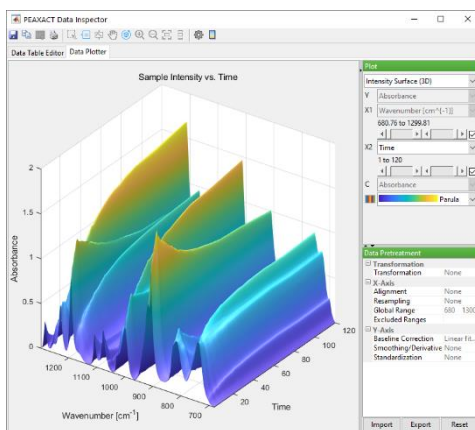 PEAXACT Data Inspector
Data Table Editor Data Plotter
Sample Intensity vs. Time
Absorbance
2
1.5
1
0.5
0
1200
1100
1000
900
800
700
Wavenumber [cm⁻¹]
20
40
60
80
100
120
Time
Plot
Intensity Surface (3D)
Y Absorbance
X1 Wavenumber [cm^{-1}]
680.76 to 1299.81
X2 Time
1 to 120
C Absorbance
Parula
Data Pretreatment
Transformation
Transformation None
X-Axis
Alignment None
Resampling None
Global Range 680 1300
Excluded Ranges
Y-Axis
Baseline Correction Linear fit...
Smoothing/Derivative None
Standardization None
Import Export Reset